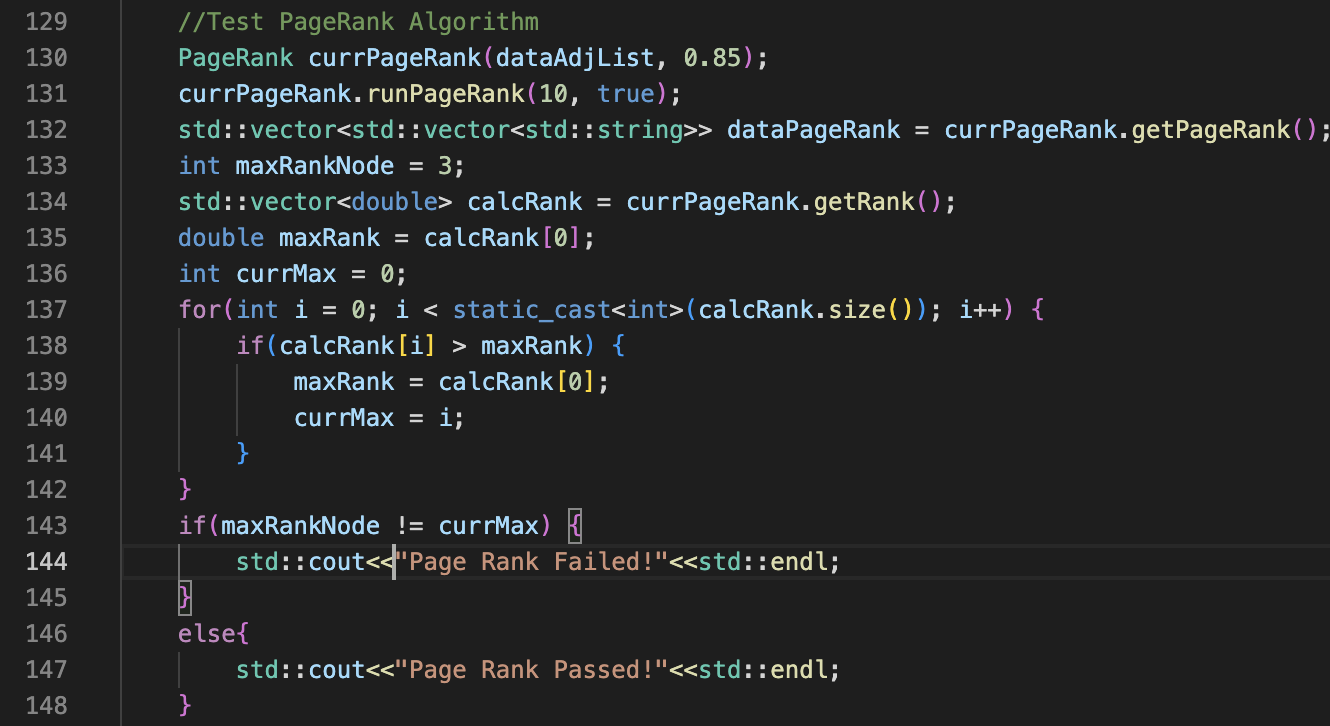 129 //Test PageRank Algorithm
130 PageRank currPageRank(dataAdjList, 0.85);
131 currPageRank.runPageRank(10, true);
132 std::vector<std::vector<std::string>> dataPageRank = currPageRank.getPageRank();
133 int maxRankNode = 3;
134 std::vector<double> calcRank = currPageRank.getRank();
135 double maxRank = calcRank[0];
136 int currMax = 0;
137 for(int i = 0; i < static_cast<int>(calcRank.size()); i++) {
138 if(calcRank[i] > maxRank) {
139 maxRank = calcRank[0];
140 currMax = i;
141 }
142 }
143 if(maxRankNode != currMax) {
144 std::cout<<"Page Rank Failed!"<<std::endl;
145 }
146 else{
147 std::cout<<"Page Rank Passed!"<<std::endl;
148 }